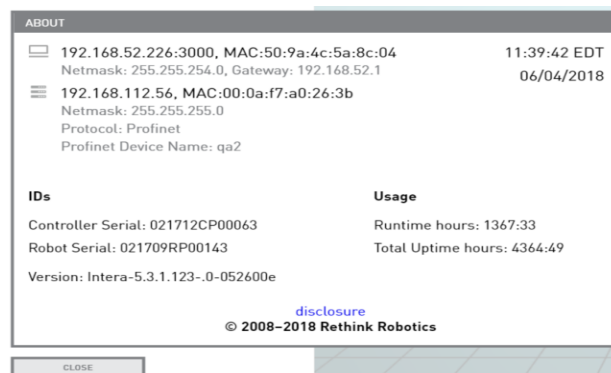 ABOUT
192.168.52.226:3000, MAC:50:9a:4c:5a:8c:04
11:39:42 EDT
Netmask: 255.255.254.0, Gateway: 192.168.52.1
06/04/2018
192.168.112.56, MAC:00:0a:f7:a0:26:3b
Netmask: 255.255.255.0
Protocol: Profinet
Profinet Device Name: qa2
IDs
Controller Serial: 021712CP00063
Robot Serial: 021709RP00143
Version: Intera-5.3.1.123-.0-052600e
Usage
Runtime hours: 1367:33
Total Uptime hours: 4364:49
disclosure
© 2008–2018 Rethink Robotics
CLOSE